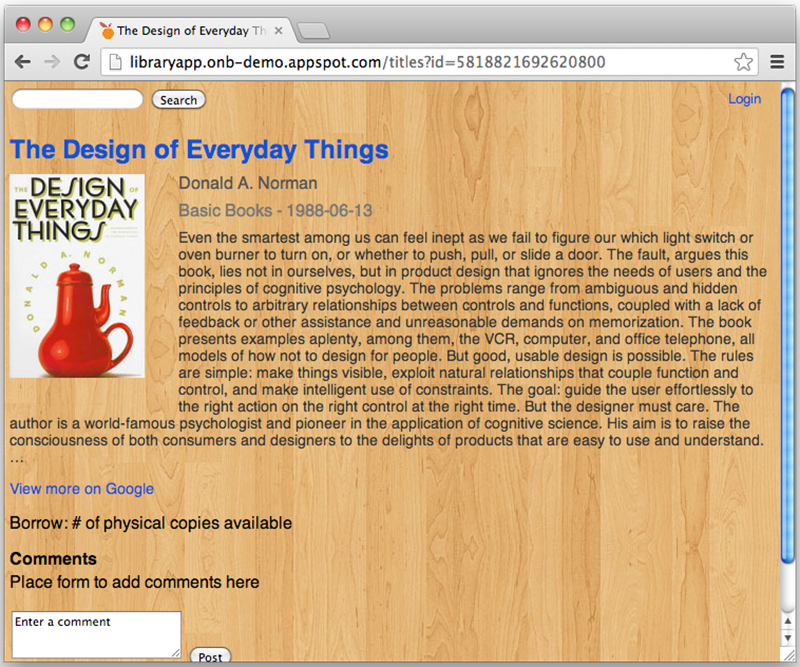 The Design of Everyday Th
libraryapp.onb-demo.appspot.com/titles?id=5818821692620800
Search
Login
The Design of Everyday Things
THE DESIGN OF
EVERYDAY
THINGS
DONALD A. NORMAN
Donald A. Norman
Basic Books - 1988-06-13
Even the smartest among us can feel inept as we fail to figure our which light switch or
oven burner to turn on, or whether to push, pull, or slide a door. The fault, argues this
book, lies not in ourselves, but in product design that ignores the needs of users and the
principles of cognitive psychology. The problems range from ambiguous and hidden
controls to arbitrary relationships between controls and functions, coupled with a lack of
feedback or other assistance and unreasonable demands on memorization. The book
presents examples aplenty, among them, the VCR, computer, and office telephone, all
models of how not to design for people. But good, usable design is possible. The rules
are simple: make things visible, exploit natural relationships that couple function and
control, and make intelligent use of constraints. The goal: guide the user effortlessly to
the right action on the right control at the right time. But the designer must care. The
author is a world-famous psychologist and pioneer in the application of cognitive science. His aim is to raise the
consciousness of both consumers and designers to the delights of products that are easy to use and understand.
...
View more on Google
Borrow: # of physical copies available
Comments
Place form to add comments here
Enter a comment
Post